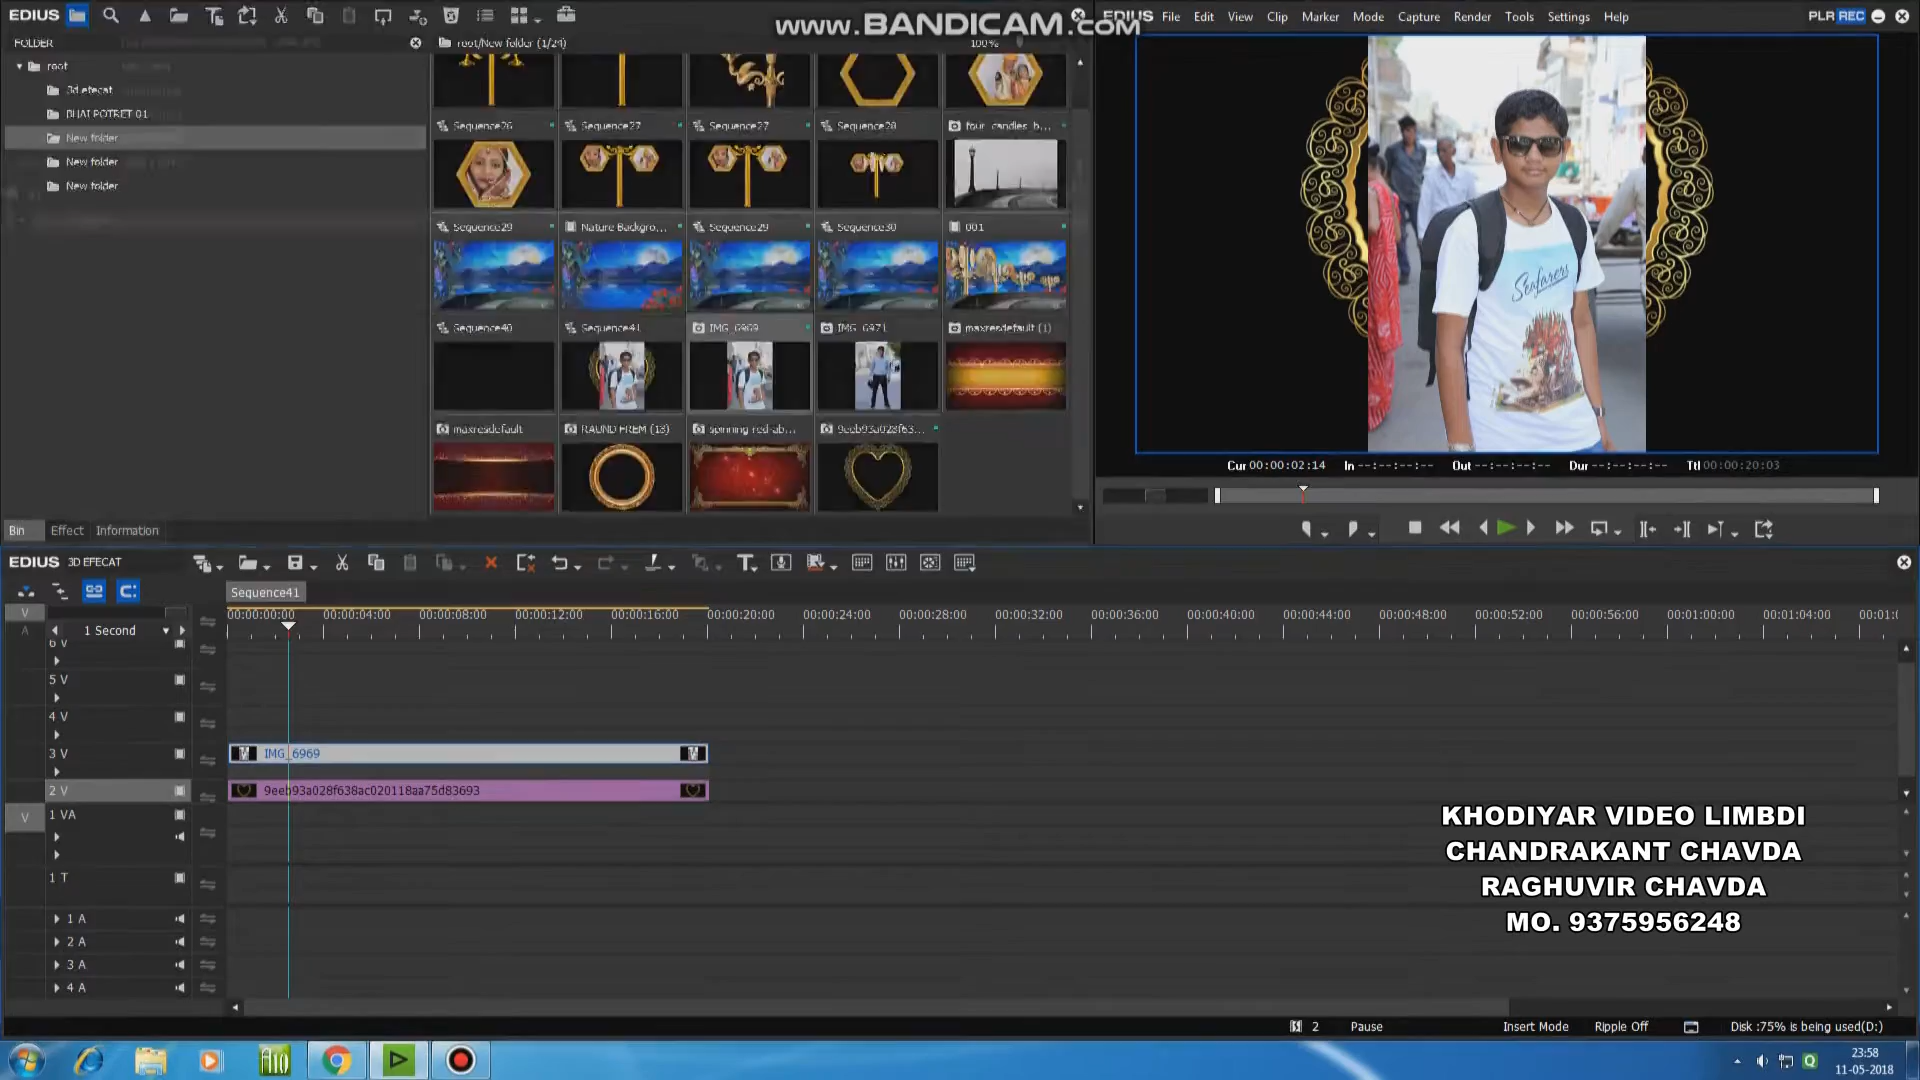 EDIUS
www.BANDICAM.com
EDIUS File Edit View Clip Marker Mode Capture Render Tools Settings Help
PLR REC
FOLDER
root/New folder (1/24)
100%
root
3d efecat
BHAI POTRET 01
New folder
New folder
New folder
Sequence26
Sequence27
Sequence27
Sequence28
four_candles_b...
Sequence29
Nature Backgro...
Sequence29
Sequence30
001
Sequence40
Sequence41
IMG_6969
IMG_6971
maxresdefault (1)
maxresdefault
RAUND FREM (13)
spinning-red-ab...
9eeb93a028f63...
Seafarers
Cur 00:00:02:14 In --:--:--:-- Out --:--:--:-- Dur --:--:--:-- Ttl 00:00:20:03
Bin Effect Information
EDIUS 3D EFECAT
Sequence41
V
A
1 Second
00:00:00:00 00:00:04:00 00:00:08:00 00:00:12:00 00:00:16:00 00:00:20:00 00:00:24:00 00:00:28:00 00:00:32:00 00:00:36:00 00:00:40:00 00:00:44:00 00:00:48:00 00:00:52:00 00:00:56:00 00:01:00:00 00:01:04:00
6 V
5 V
4 V
3 V
IMG_6969
2 V
9eeb93a028f638ac020118aa75d83693
V
1 VA
1 T
1 A
2 A
3 A
4 A
KHODIYAR VIDEO LIMBDI
CHANDRAKANT CHAVDA
RAGHUVIR CHAVDA
MO. 9375956248
2 Pause
Insert Mode Ripple Off Disk :75% is being used(D:)
23:58
11-05-2018